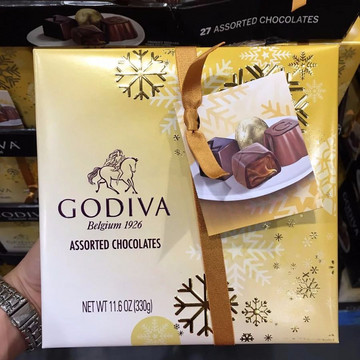 27 ASSORTED CHOCOLATES
GODIVA
Belgium 1926
ASSORTED CHOCOLATES
NET WT 11.6 OZ (330g)